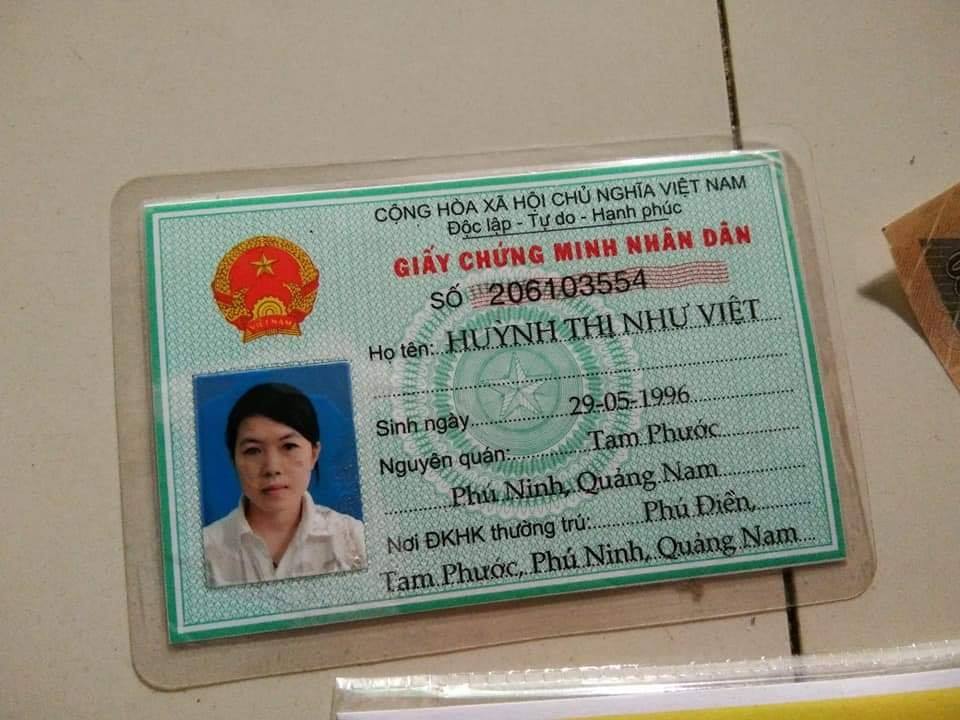 CỘNG HÒA XÃ HỘI CHỦ NGHĨA VIỆT NAM
Độc lập - Tự do - Hạnh phúc
GIẤY CHỨNG MINH NHÂN DÂN
SỐ 206103554
Họ tên: HUỲNH THỊ NHƯ VIỆT
Sinh ngày 29-05-1996
Nguyên quán: Tam Phước
Phú Ninh, Quảng Nam
Nơi ĐKHK thường trú: Phú Điền,
Tam Phước, Phú Ninh, Quảng Nam
VIỆT NAM